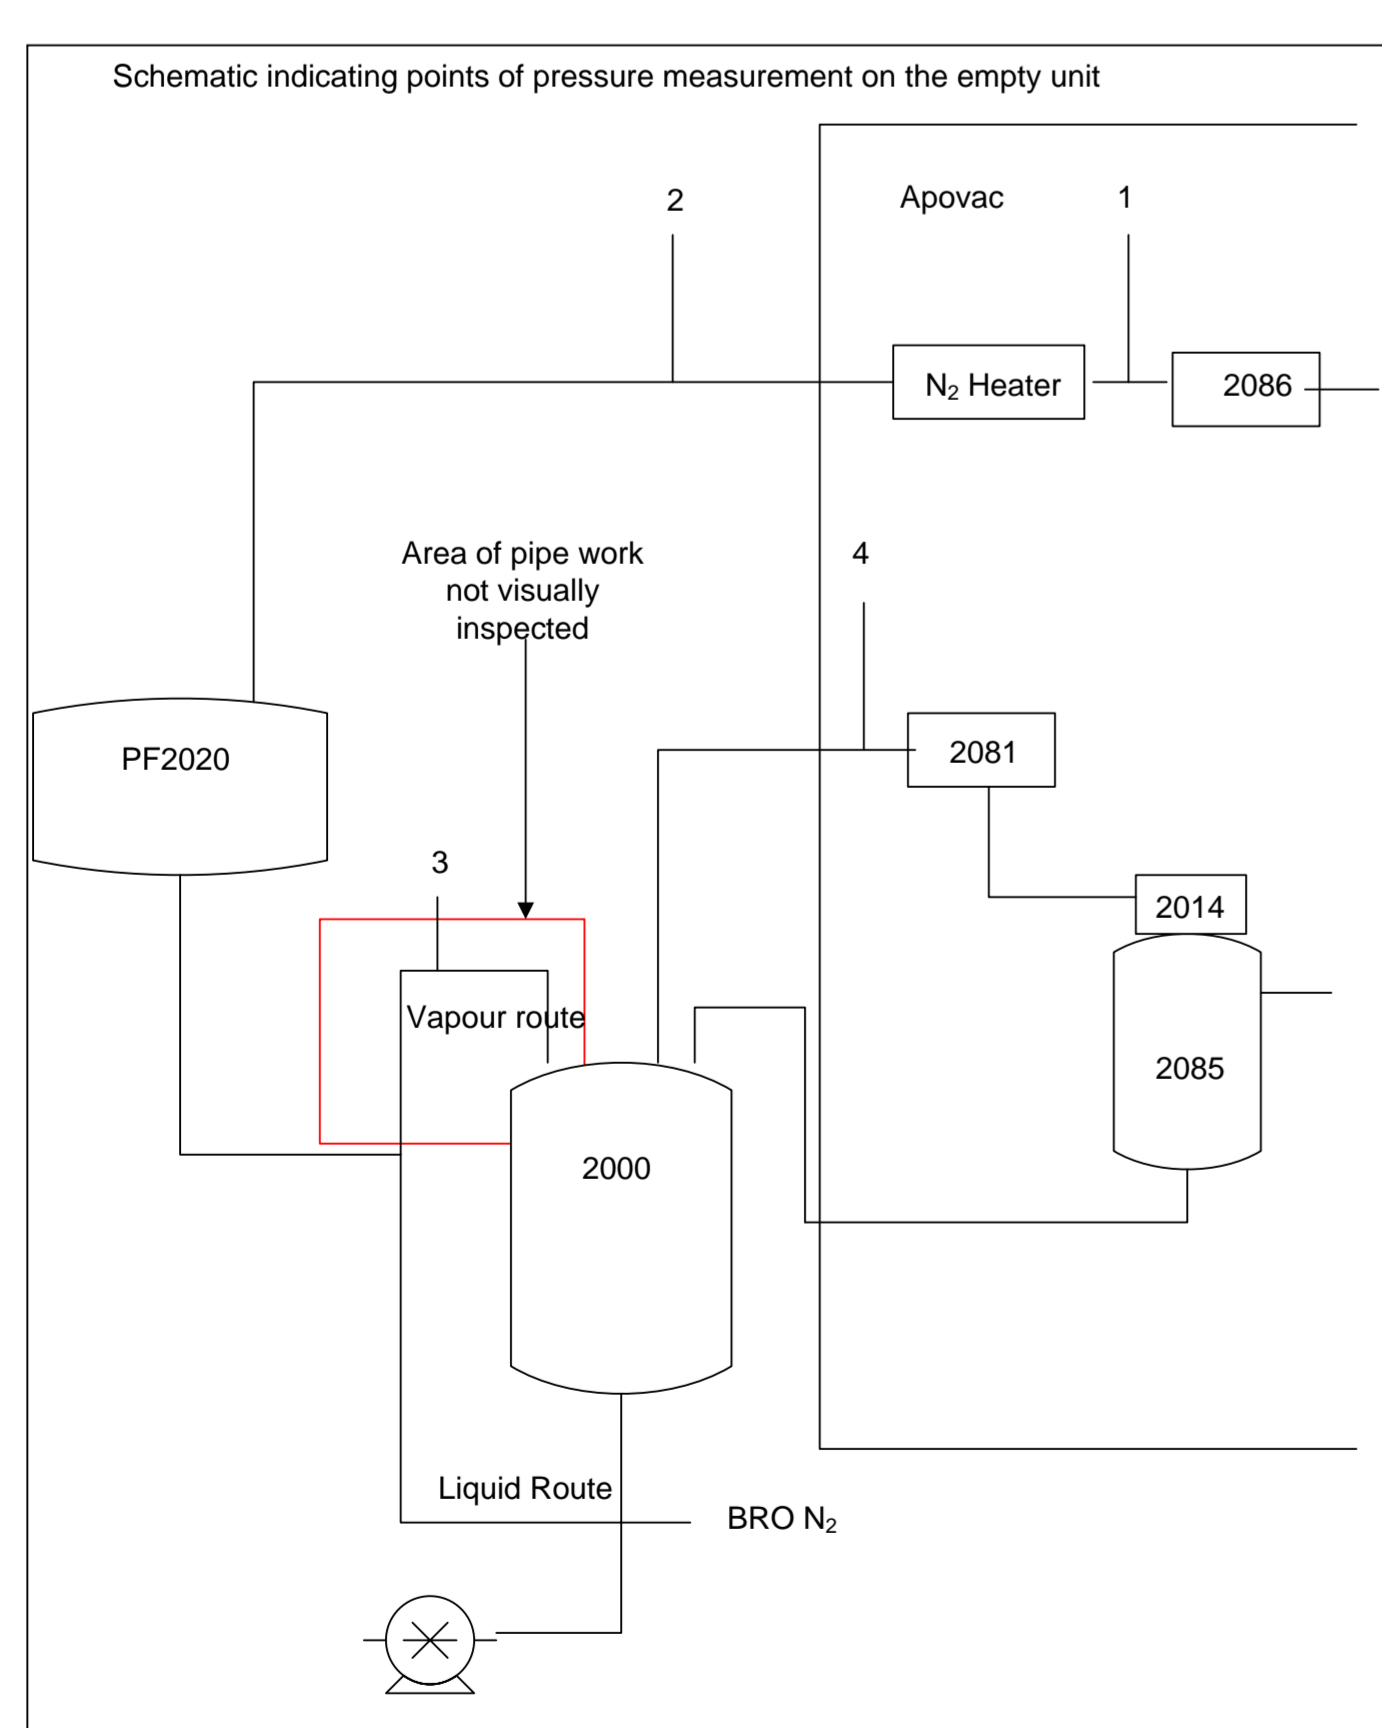 Schematic indicating points of pressure measurement on the empty unit
2
Apovac
1
N₂ Heater
2086
Area of pipe work
not visually
inspected
4
PF2020
2081
3
2014
Vapour route
2085
2000
Liquid Route
BRO N₂